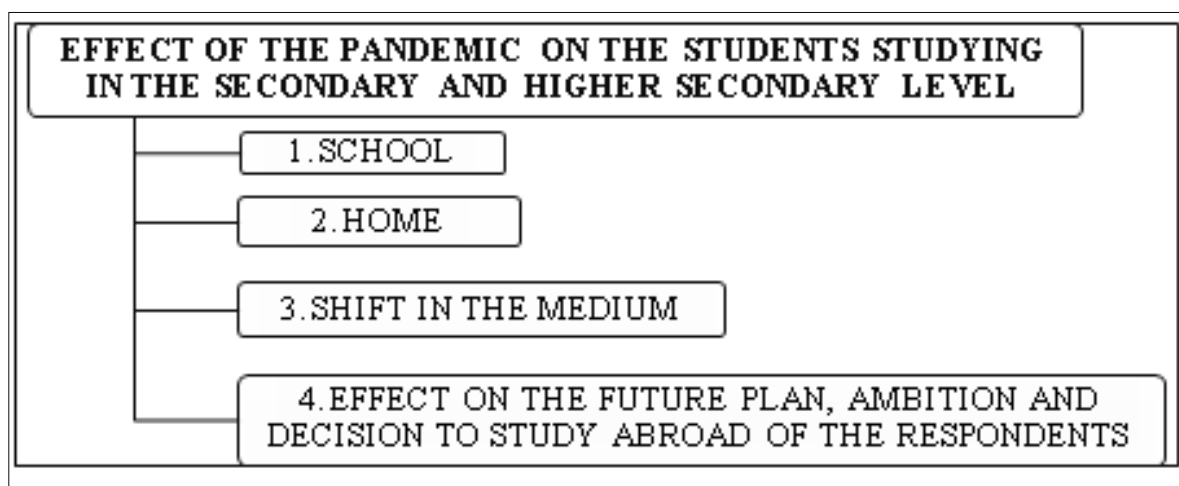 EFFECT OF THE PANDEMIC ON THE STUDENTS STUDYING
IN THE SECONDARY AND HIGHER SECONDARY LEVEL
1.SCHOOL
2.HOME
3.SHIFT IN THE MEDIUM
4.EFFECT ON THE FUTURE PLAN, AMBITION AND
DECISION TO STUDY ABROAD OF THE RESPONDENTS